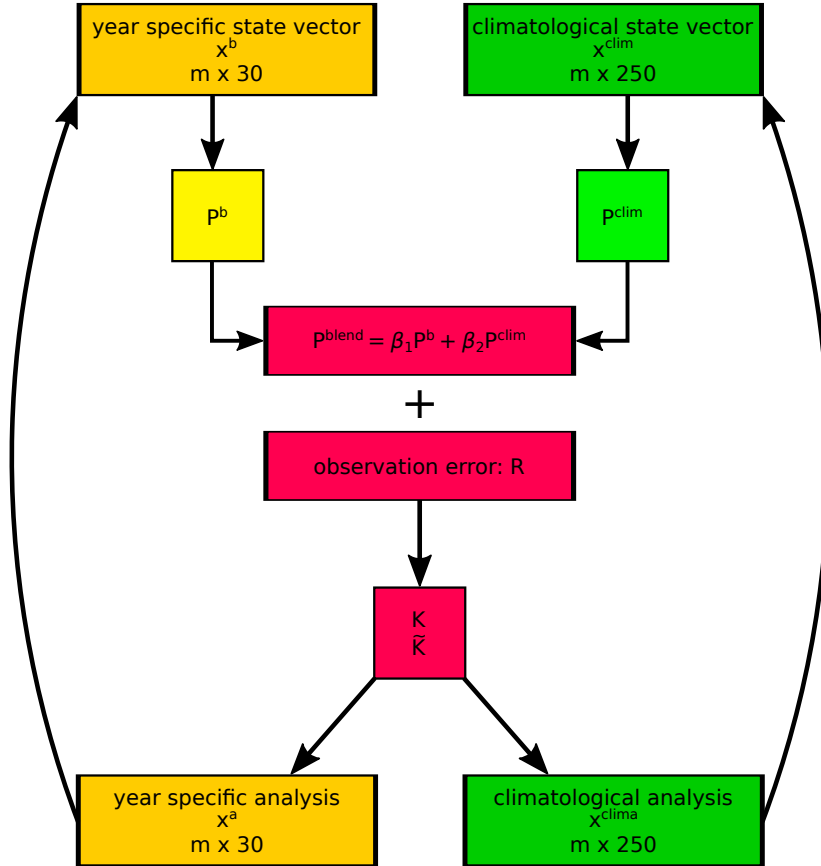 year specific state vector
x^b
m x 30
climatological state vector
x^clim
m x 250
P^b
P^clim
P^blend = β₁P^b + β₂P^clim
+
observation error: R
K
K̃
year specific analysis
x^a
m x 30
climatological analysis
x^clima
m x 250